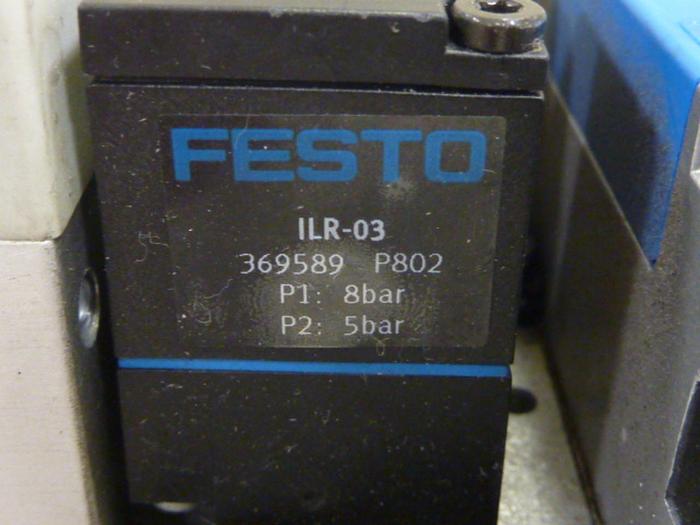 FESTO
ILR-03
369589 P802
P1: 8bar
P2: 5bar